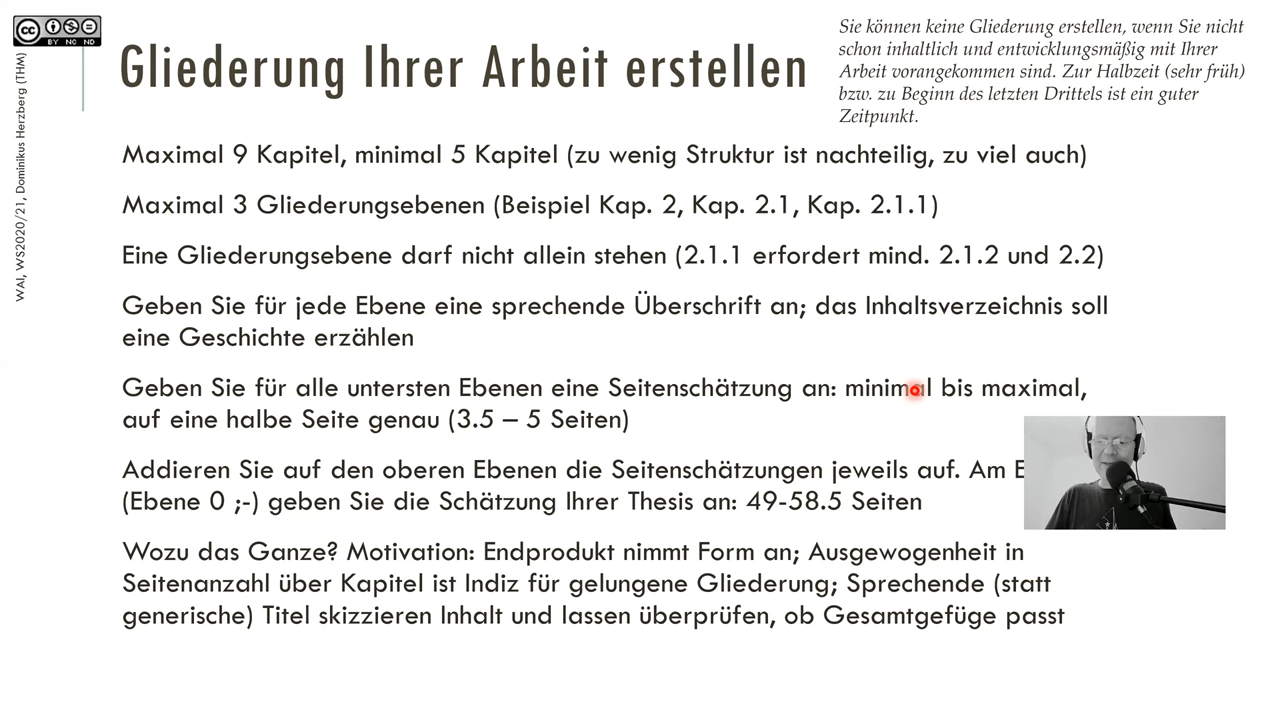 CC BY NC ND
WAI, WS2020/21, Dominikus Herzberg (THM)
Gliederung Ihrer Arbeit erstellen
Sie können keine Gliederung erstellen, wenn Sie nicht
schon inhaltlich und entwicklungsmäßig mit Ihrer
Arbeit vorangekommen sind. Zur Halbzeit (sehr früh)
bzw. zu Beginn des letzten Drittels ist ein guter
Zeitpunkt.
Maximal 9 Kapitel, minimal 5 Kapitel (zu wenig Struktur ist nachteilig, zu viel auch)
Maximal 3 Gliederungsebenen (Beispiel Kap. 2, Kap. 2.1, Kap. 2.1.1)
Eine Gliederungsebene darf nicht allein stehen (2.1.1 erfordert mind. 2.1.2 und 2.2)
Geben Sie für jede Ebene eine sprechende Überschrift an; das Inhaltsverzeichnis soll
eine Geschichte erzählen
Geben Sie für alle untersten Ebenen eine Seitenschätzung an: minimal bis maximal,
auf eine halbe Seite genau (3.5 – 5 Seiten)
Addieren Sie auf den oberen Ebenen die Seitenschätzungen jeweils auf. Am
(Ebene 0 ;-) geben Sie die Schätzung Ihrer Thesis an: 49-58.5 Seiten
Wozu das Ganze? Motivation: Endprodukt nimmt Form an; Ausgewogenheit in
Seitenanzahl über Kapitel ist Indiz für gelungene Gliederung; Sprechende (statt
generische) Titel skizzieren Inhalt und lassen überprüfen, ob Gesamtgefüge passt